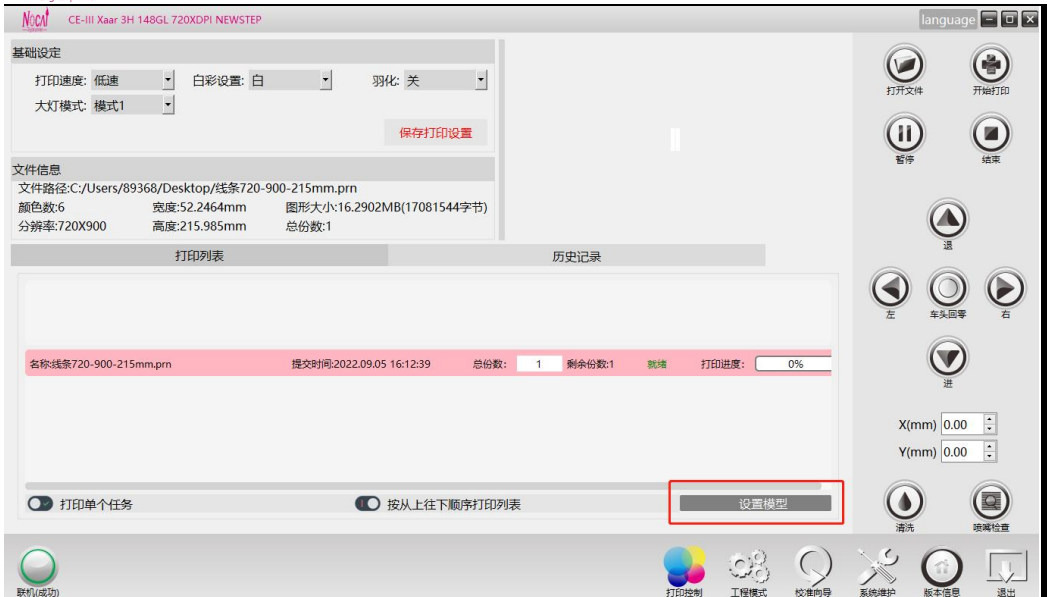 Nocai CE-III Xaar 3H 148GL 720XDPI NEWSTEP language
基础设定
打印速度: 低速 白彩设置: 白 羽化: 关
大灯模式: 模式1
保存打印设置
文件信息
文件路径:C:/Users/89368/Desktop/线条720-900-215mm.prn
颜色数:6 宽度:52.2464mm 图形大小:16.2902MB(17081544字节)
分辨率:720X900 高度:215.985mm 总份数:1
打印列表 历史记录
名称:线条720-900-215mm.prn 提交时间:2022.09.05 16:12:39 总份数: 1 剩余份数:1 就绪 打印进度: 0%
打印单个任务 按从上往下顺序打印列表 设置模型
打开文件 开始打印
暂停 结束
退
左 车头回零 右
进
X(mm) 0.00
Y(mm) 0.00
清洗 喷嘴检查
联机(成功) 打印控制 工程模式 校准向导 系统维护 版本信息 退出